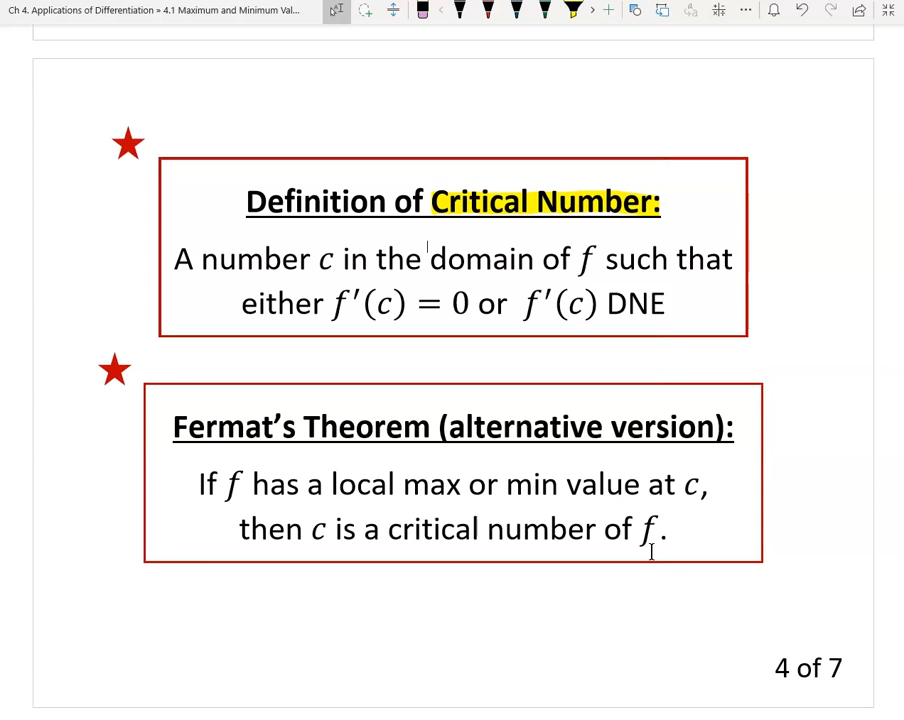 Ch 4. Applications of Differentiation » 4.1 Maximum and Minimum Val...
Definition of Critical Number:
A number c in the domain of f such that
either f′(c) = 0 or f′(c) DNE
Fermat’s Theorem (alternative version):
If f has a local max or min value at c,
then c is a critical number of f.
4 of 7